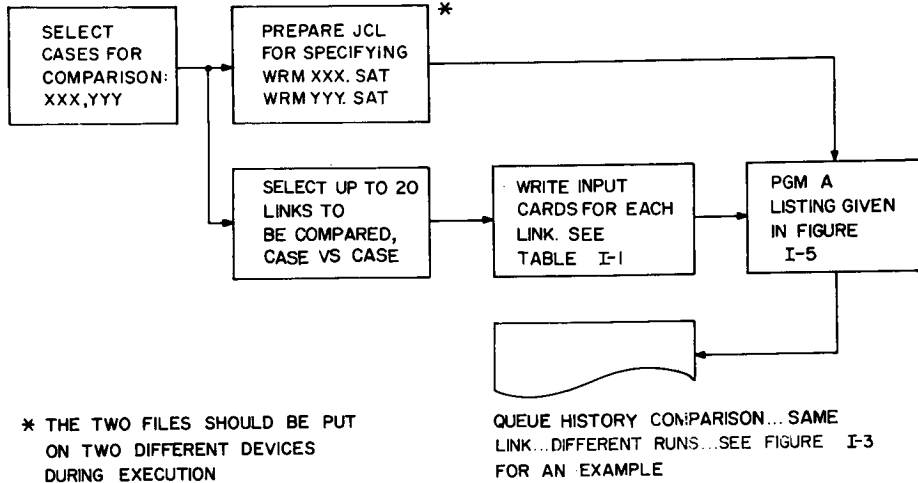 SELECT
CASES FOR
COMPARISON:
XXX,YYY
*
PREPARE JCL
FOR SPECIFYING
WRM XXX. SAT
WRM YYY. SAT
SELECT UP TO 20
LINKS TO
BE COMPARED,
CASE VS CASE
WRITE INPUT
CARDS FOR EACH
LINK. SEE
TABLE I-1
PGM A
LISTING GIVEN
IN FIGURE
I-5
* THE TWO FILES SHOULD BE PUT
ON TWO DIFFERENT DEVICES
DURING EXECUTION
QUEUE HISTORY COMPARISON...SAME
LINK...DIFFERENT RUNS...SEE FIGURE I-3
FOR AN EXAMPLE